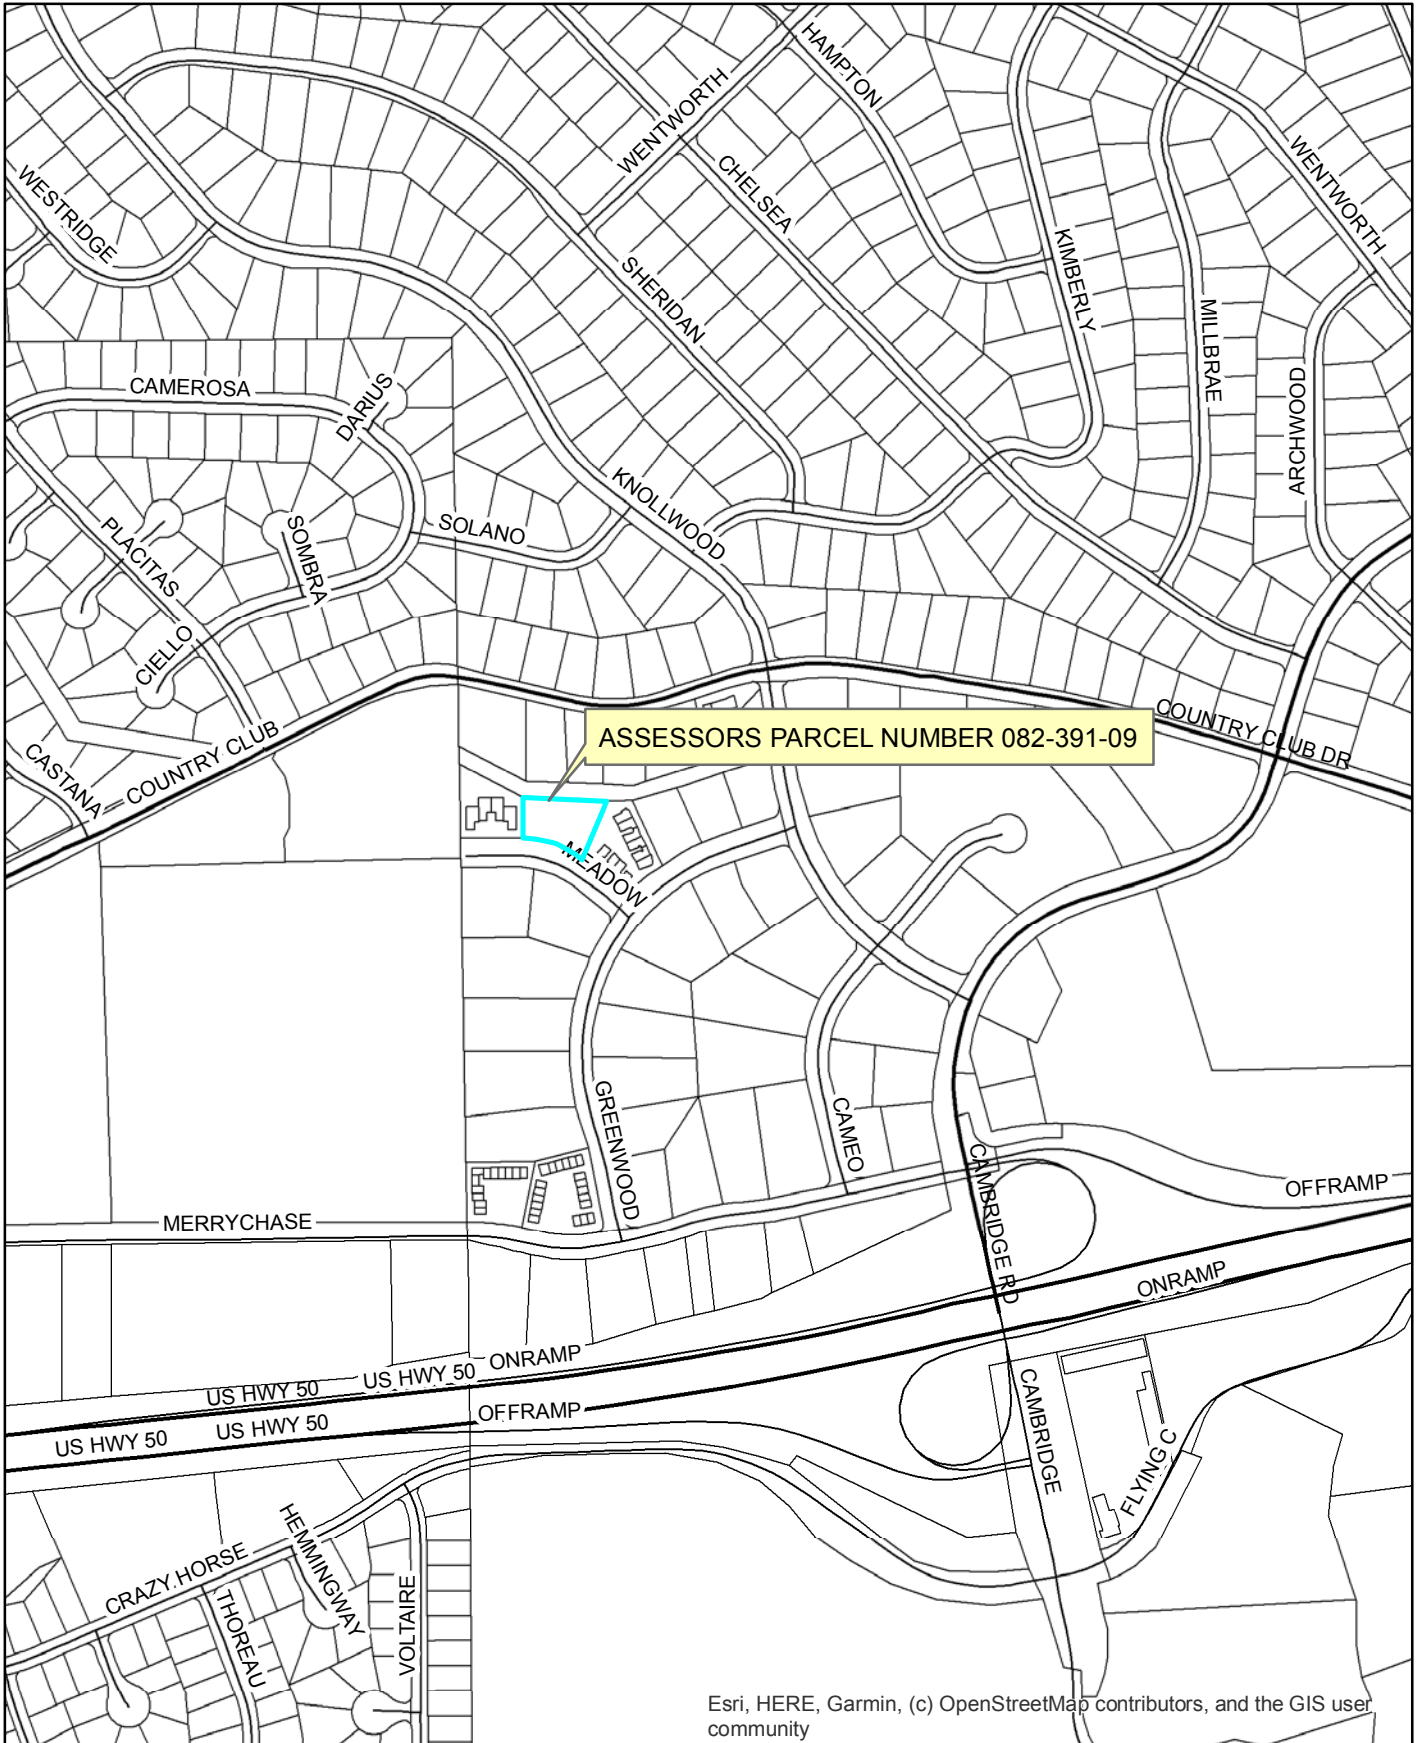 HAMPTON
WENTWORTH
CHELSEA
WENTWORTH
WESTRIDGE
KIMBERLY
SHERIDAN
MILLBRAE
CAMEROSA
DARIUS
ARCHWOOD
KNOLLWOOD
SOLANO
PLACITAS
SOMBRA
CIELLO
COUNTRY CLUB DR
COUNTRY CLUB
CASTANA
ASSESSORS PARCEL NUMBER 082-391-09
MEADOW
GREENWOOD
CAMEO
CAMBRIDGE RD
OFFRAMP
MERRYCHASE
ONRAMP
ONRAMP
US HWY 50
US HWY 50
OFFRAMP
US HWY 50
US HWY 50
CAMBRIDGE
FLYING C
HEMMINGWAY
CRAZY HORSE
THOREAU
VOLTAIRE
Esri, HERE, Garmin, (c) OpenStreetMap contributors, and the GIS user
community